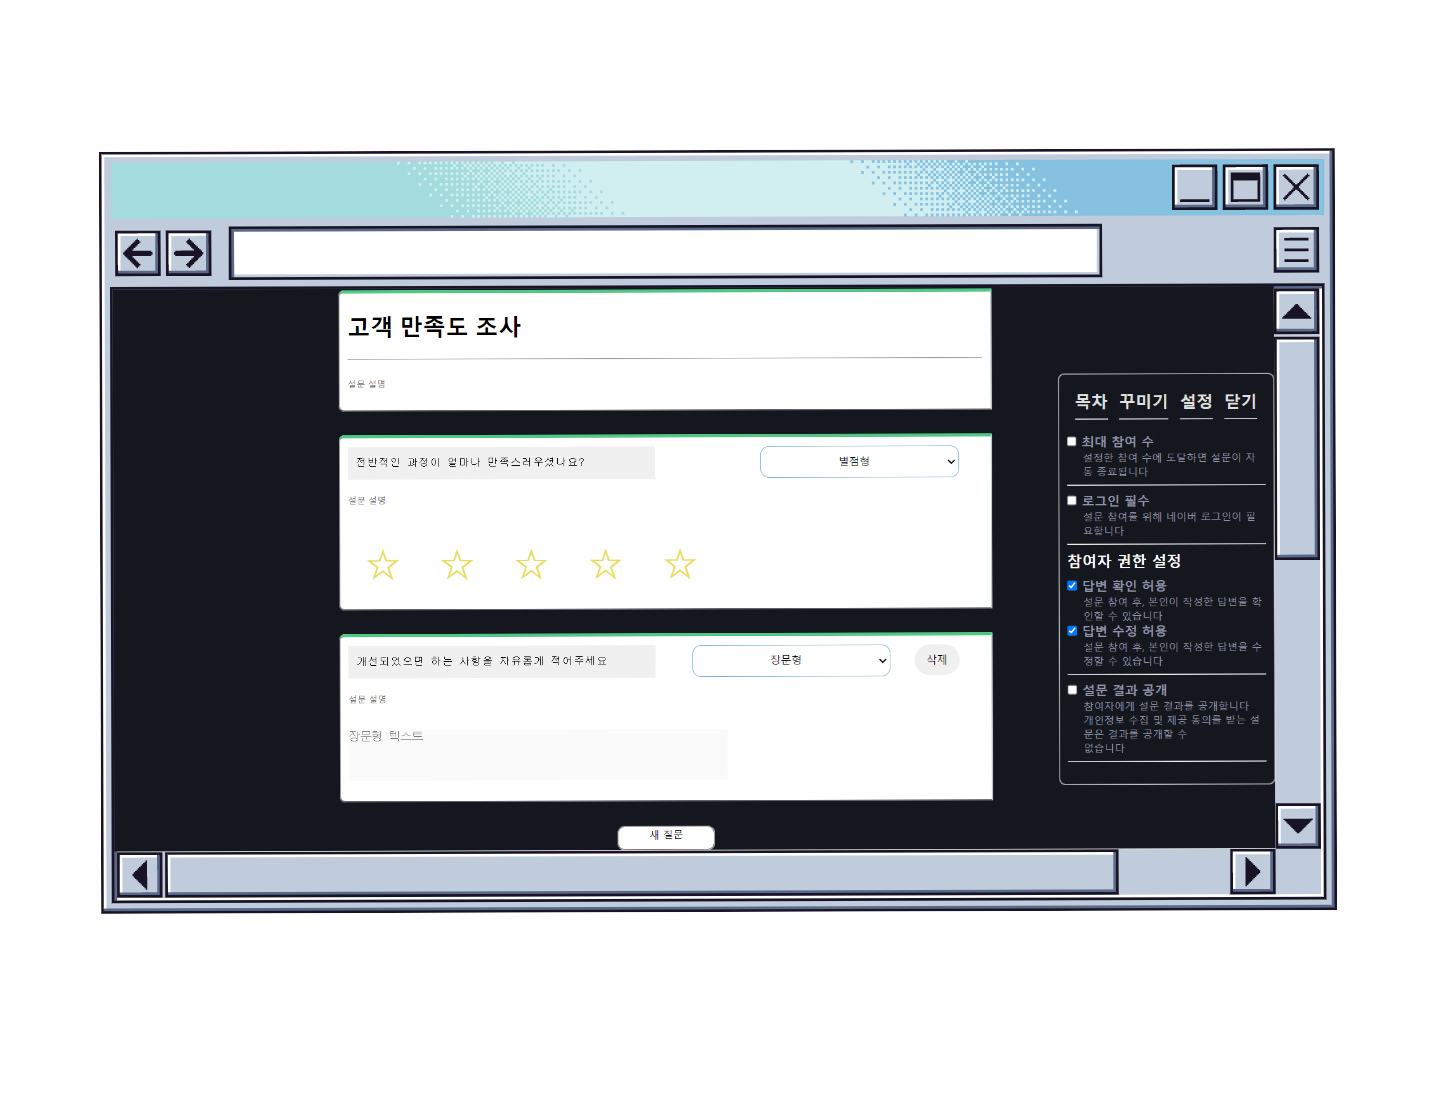 고객 만족도 조사
설문 설명
전반적인 과정이 얼마나 만족스러우셨나요?
별점형
설문 설명
개선되었으면 하는 사항을 자유롭게 적어주세요
장문형
삭제
설문 설명
장문형 텍스트
새 질문
목차 꾸미기 설정 닫기
최대 참여 수
설정한 참여 수에 도달하면 설문이 자
동 종료됩니다
로그인 필수
설문 참여를 위해 네이버 로그인이 필
요합니다
참여자 권한 설정
답변 확인 허용
설문 참여 후, 본인이 작성한 답변을 확
인할 수 있습니다
답변 수정 허용
설문 참여 후, 본인이 작성한 답변을 수
정할 수 있습니다
설문 결과 공개
참여자에게 설문 결과를 공개합니다
개인정보 수집 및 제공 동의를 받는 설
문은 결과를 공개할 수
없습니다